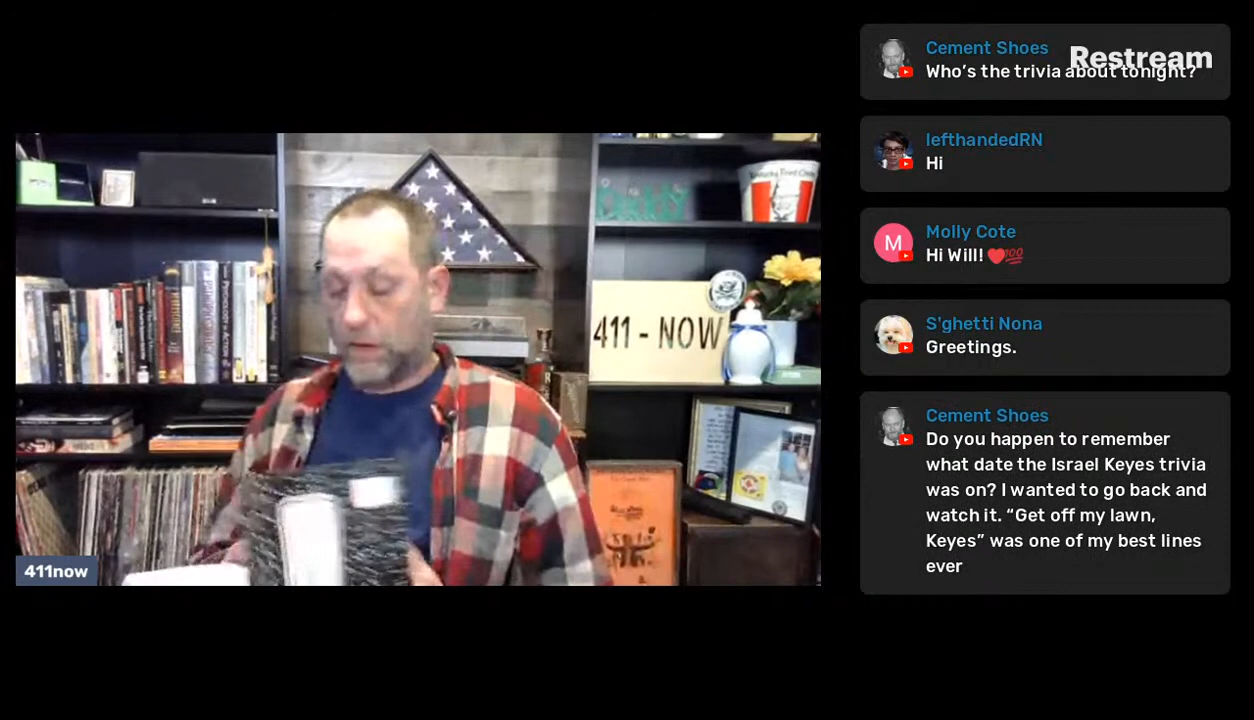 Restream
Cement Shoes
Who's the trivia about tonight?
lefthandedRN
Hi
M
Molly Cote
Hi Will! ❤️💯
S'ghetti Nona
Greetings.
Cement Shoes
Do you happen to remember
what date the Israel Keyes trivia
was on? I wanted to go back and
watch it. “Get off my lawn,
Keyes” was one of my best lines
ever
411 - NOW
411now